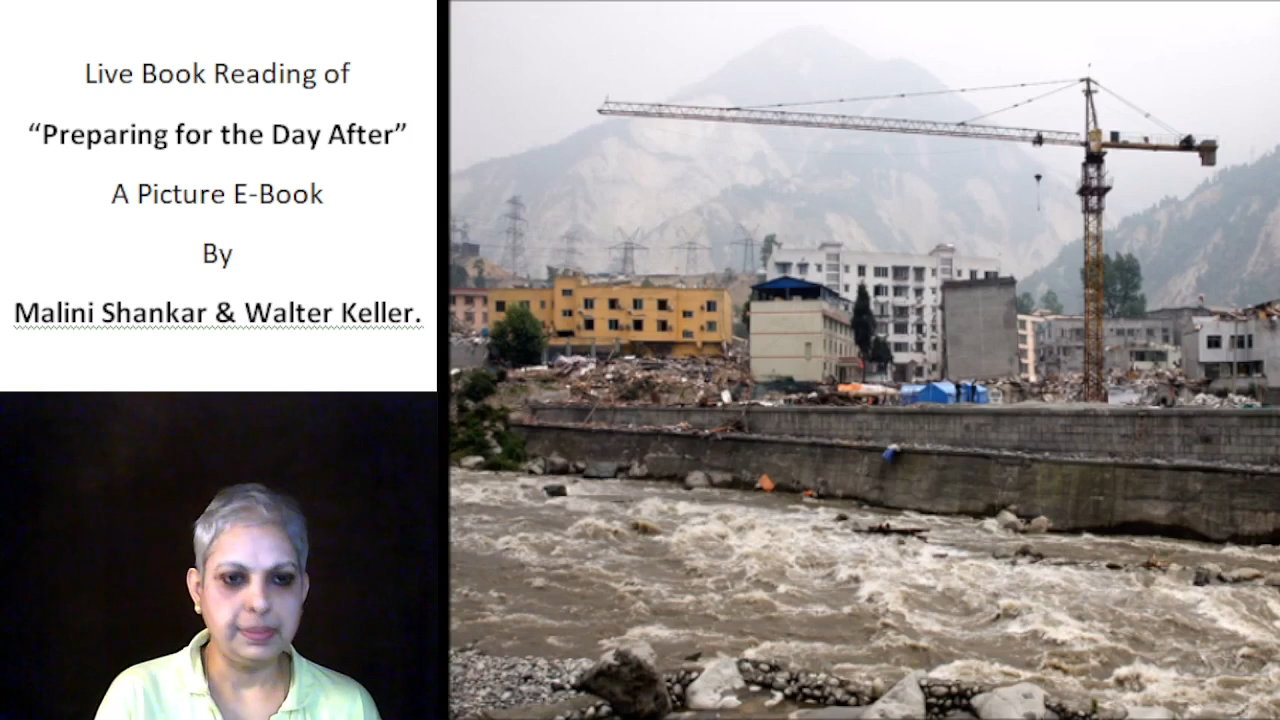 Live Book Reading of
“Preparing for the Day After”
A Picture E-Book
By
Malini Shankar & Walter Keller.